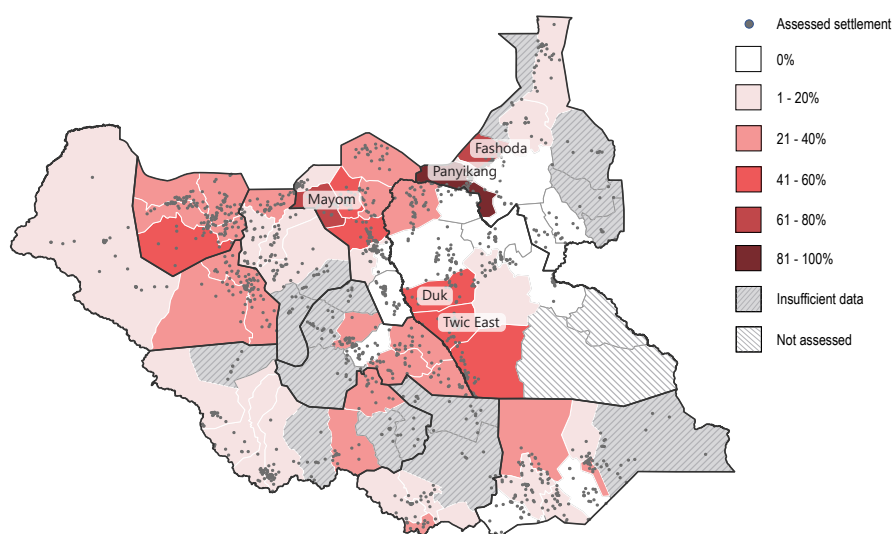 Assessed settlement
0%
1 - 20%
21 - 40%
41 - 60%
61 - 80%
81 - 100%
Insufficient data
Not assessed
Fashoda
Panyikang
Mayom
Duk
Twic East